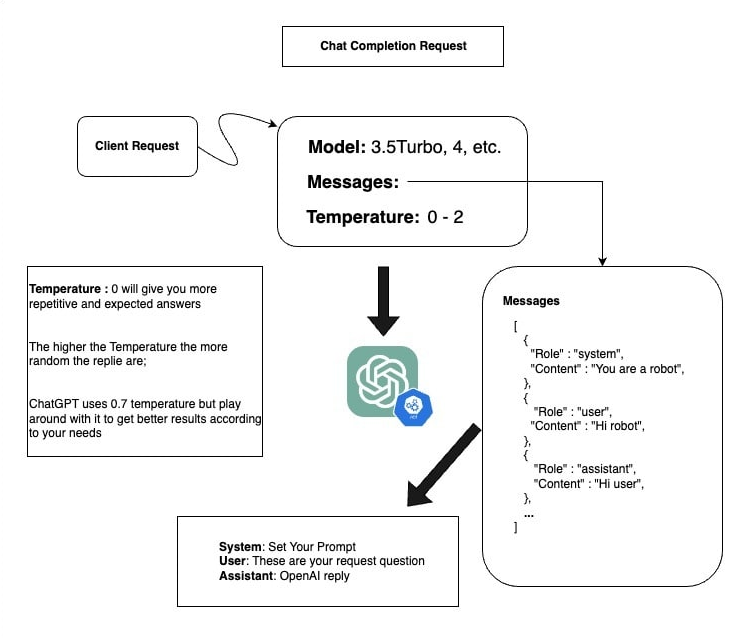 Chat Completion Request
Client Request
Model: 3.5Turbo, 4, etc.
Messages:
Temperature: 0 - 2
Temperature : 0 will give you more
repetitive and expected answers
The higher the Temperature the more
random the replie are;
ChatGPT uses 0.7 temperature but play
around with it to get better results according
to your needs
Messages
[
{
"Role" : "system",
"Content" : "You are a robot",
},
{
"Role" : "user",
"Content" : "Hi robot",
},
{
"Role" : "assistant",
"Content" : "Hi user",
},
...
]
System: Set Your Prompt
User: These are your request question
Assistant: OpenAI reply